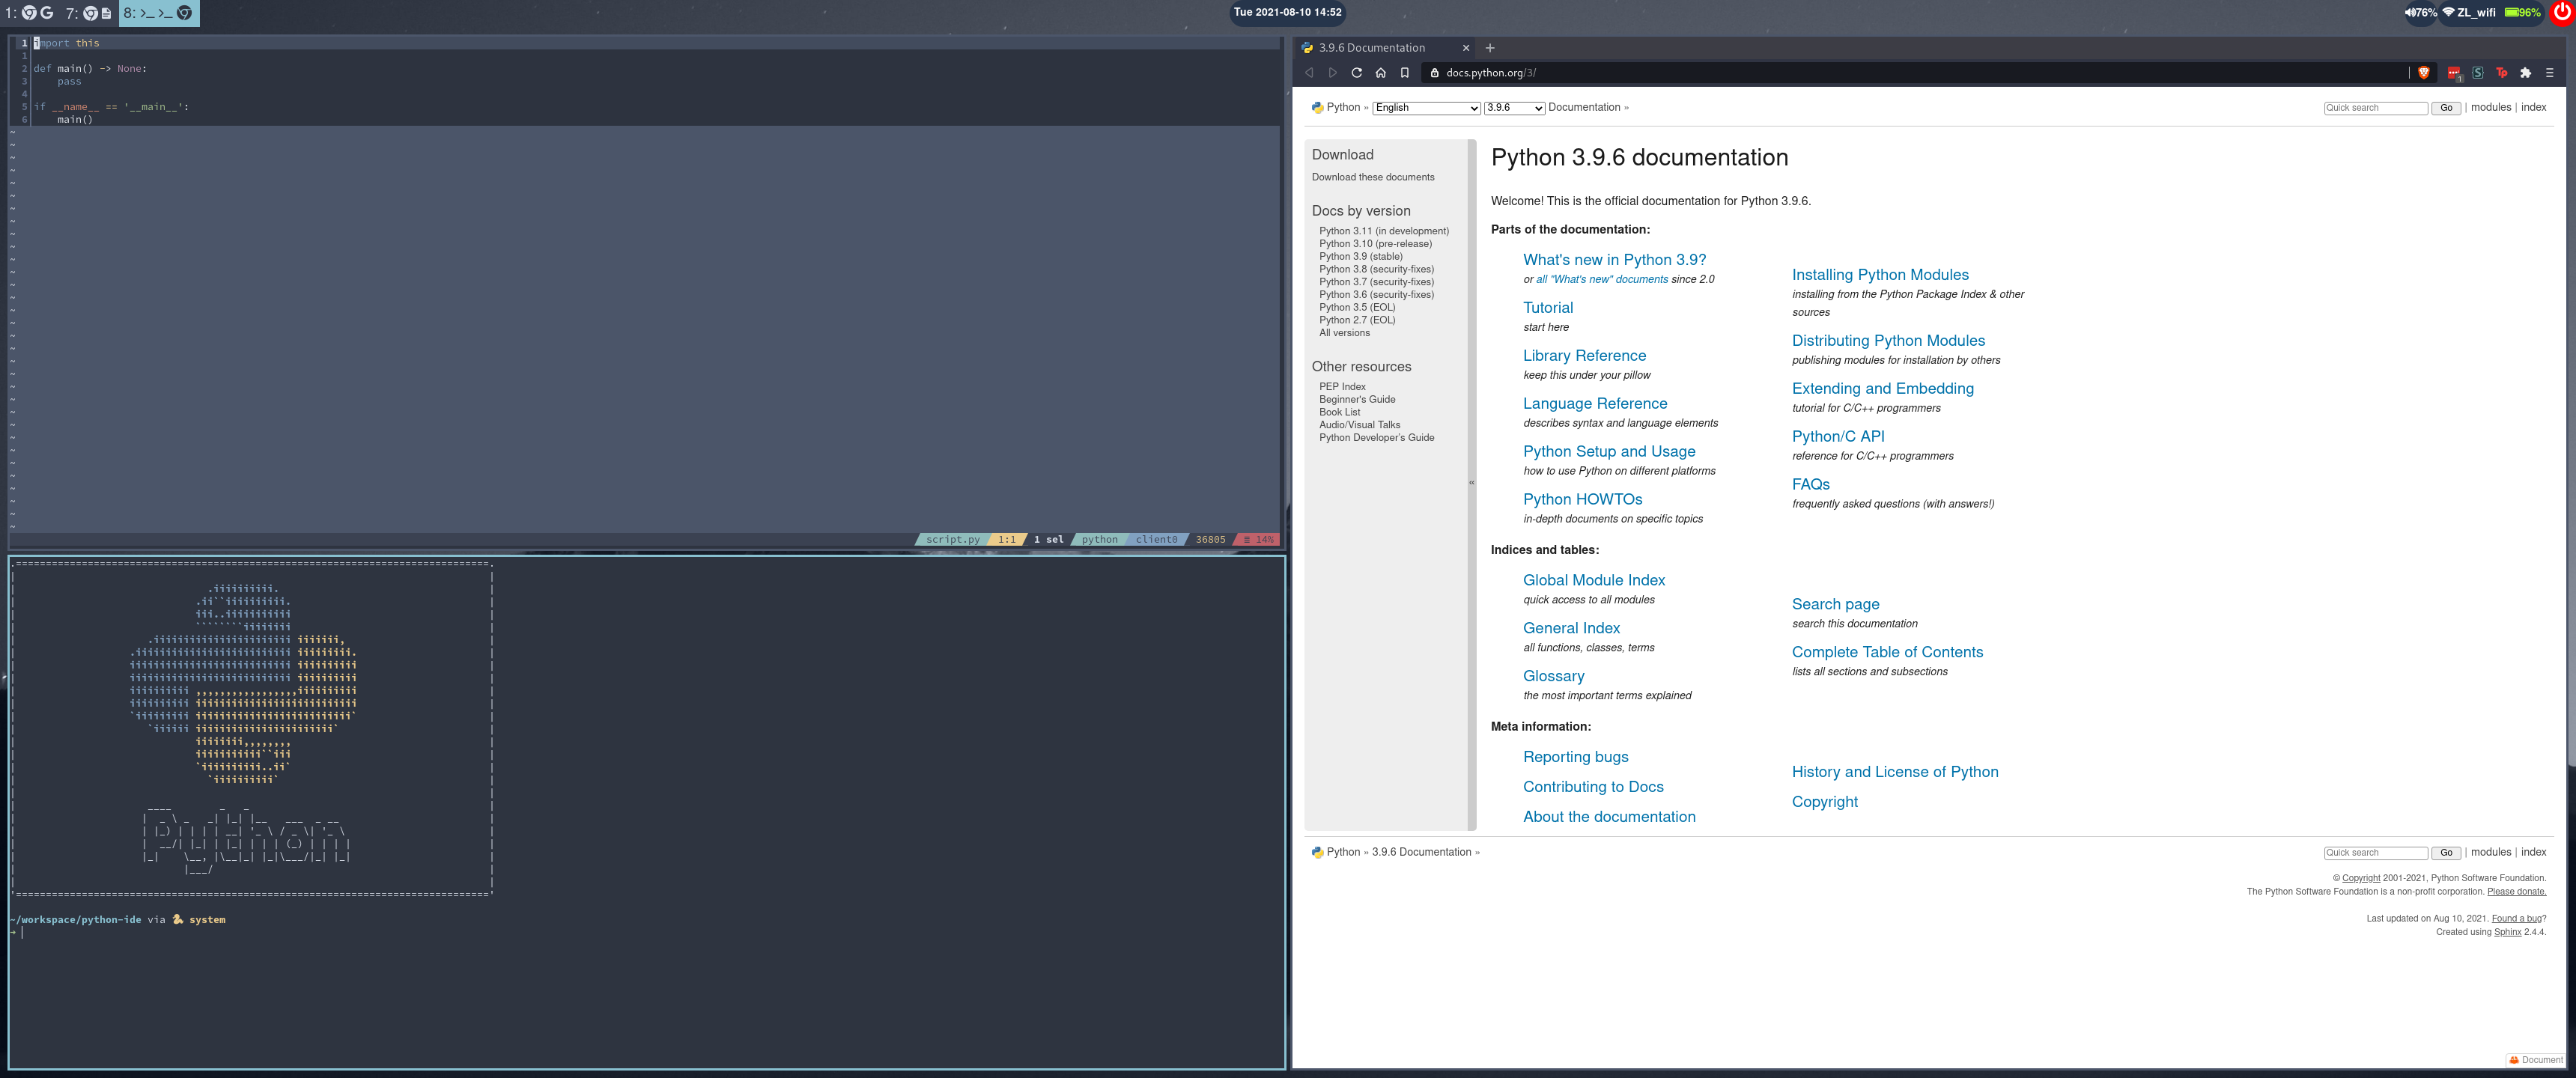 1: G 7: 8: >_ >_
Tue 2021-08-10 14:52
76% ZL_wifi 96%
1 import this
1
2 def main() -> None:
3     pass
4
5 if __name__ == '__main__':
6     main()
script.py 1:1 1 sel python client0 36805 ≡ 14%
~/workspace/python-ide via system
→
3.9.6 Documentation
docs.python.org/3/
Python » English 3.9.6 Documentation »
Quick search Go | modules | index
Download
Download these documents
Docs by version
Python 3.11 (in development)
Python 3.10 (pre-release)
Python 3.9 (stable)
Python 3.8 (security-fixes)
Python 3.7 (security-fixes)
Python 3.6 (security-fixes)
Python 3.5 (EOL)
Python 2.7 (EOL)
All versions
Other resources
PEP Index
Beginner's Guide
Book List
Audio/Visual Talks
Python Developer's Guide
«
Python 3.9.6 documentation
Welcome! This is the official documentation for Python 3.9.6.
Parts of the documentation:
What's new in Python 3.9?
or all "What's new" documents since 2.0
Tutorial
start here
Library Reference
keep this under your pillow
Language Reference
describes syntax and language elements
Python Setup and Usage
how to use Python on different platforms
Python HOWTOs
in-depth documents on specific topics
Installing Python Modules
installing from the Python Package Index & other
sources
Distributing Python Modules
publishing modules for installation by others
Extending and Embedding
tutorial for C/C++ programmers
Python/C API
reference for C/C++ programmers
FAQs
frequently asked questions (with answers!)
Indices and tables:
Global Module Index
quick access to all modules
General Index
all functions, classes, terms
Glossary
the most important terms explained
Search page
search this documentation
Complete Table of Contents
lists all sections and subsections
Meta information:
Reporting bugs
Contributing to Docs
About the documentation
History and License of Python
Copyright
Python » 3.9.6 Documentation »
Quick search Go | modules | index
© Copyright 2001-2021, Python Software Foundation.
The Python Software Foundation is a non-profit corporation. Please donate.
Last updated on Aug 10, 2021. Found a bug?
Created using Sphinx 2.4.4.
Document